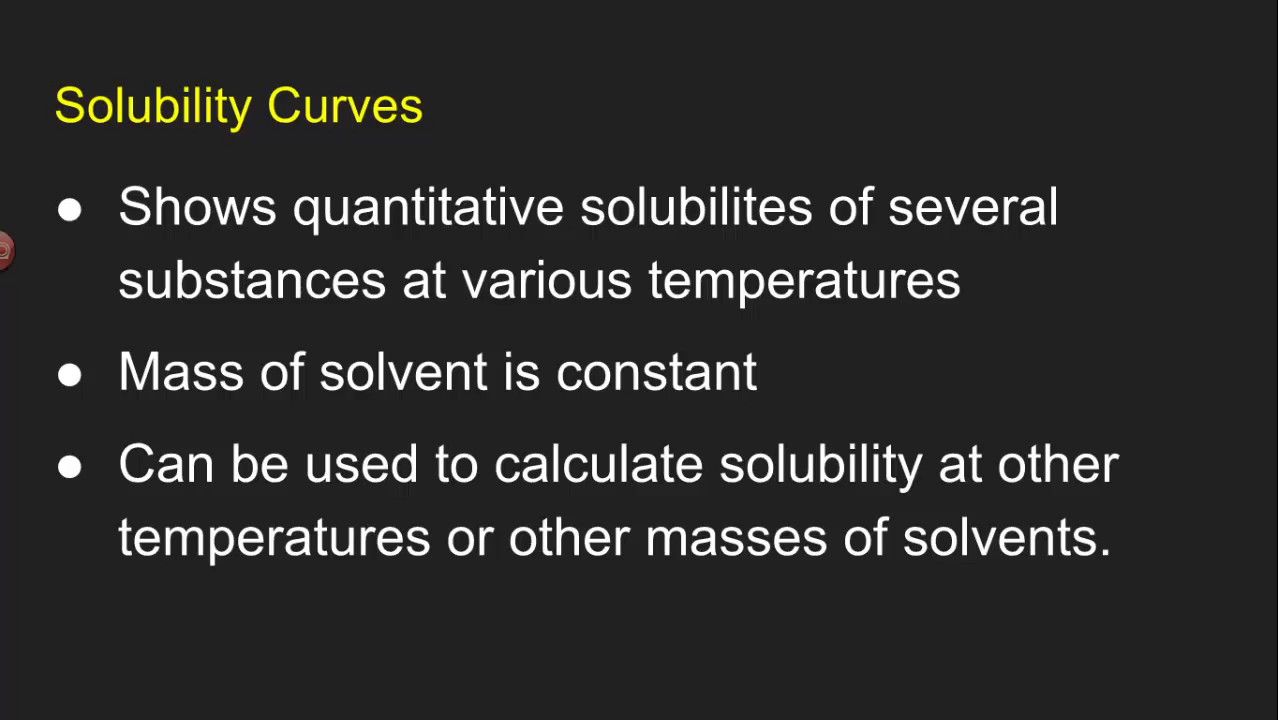 Solubility Curves
● Shows quantitative solubilites of several
substances at various temperatures
● Mass of solvent is constant
● Can be used to calculate solubility at other
temperatures or other masses of solvents.